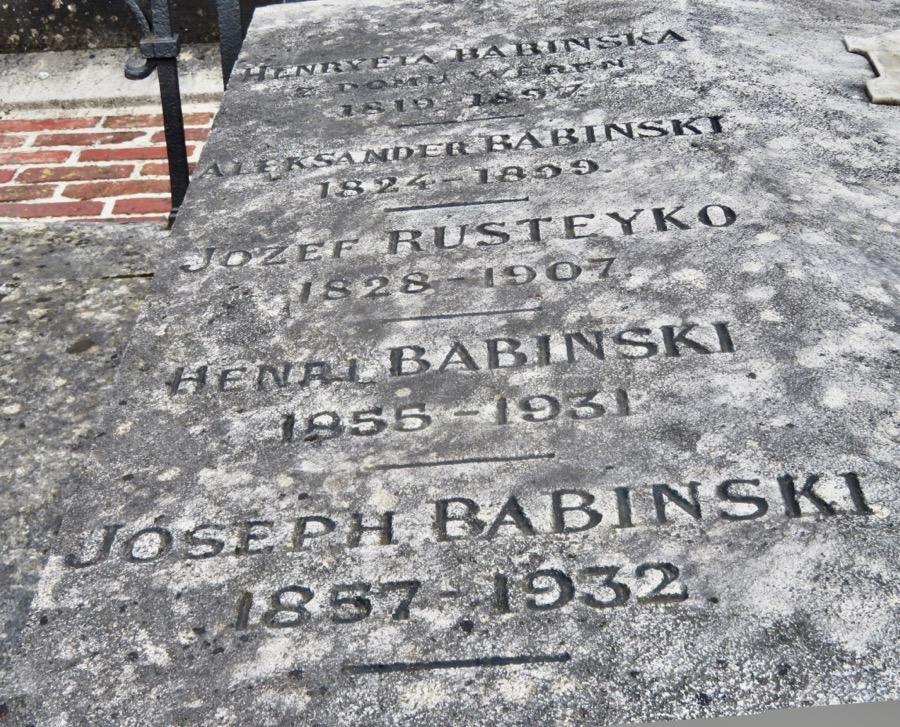 HENRYETA BABINSKA
Z DOMU WEREN
1819 - 1897
ALEKSANDER BABINSKI
1824 - 1899.
JOZEF RUSTEYKO
1828 - 1907.
HENRI BABINSKI
1855 - 1931
JOSEPH BABINSKI
1857 - 1932.